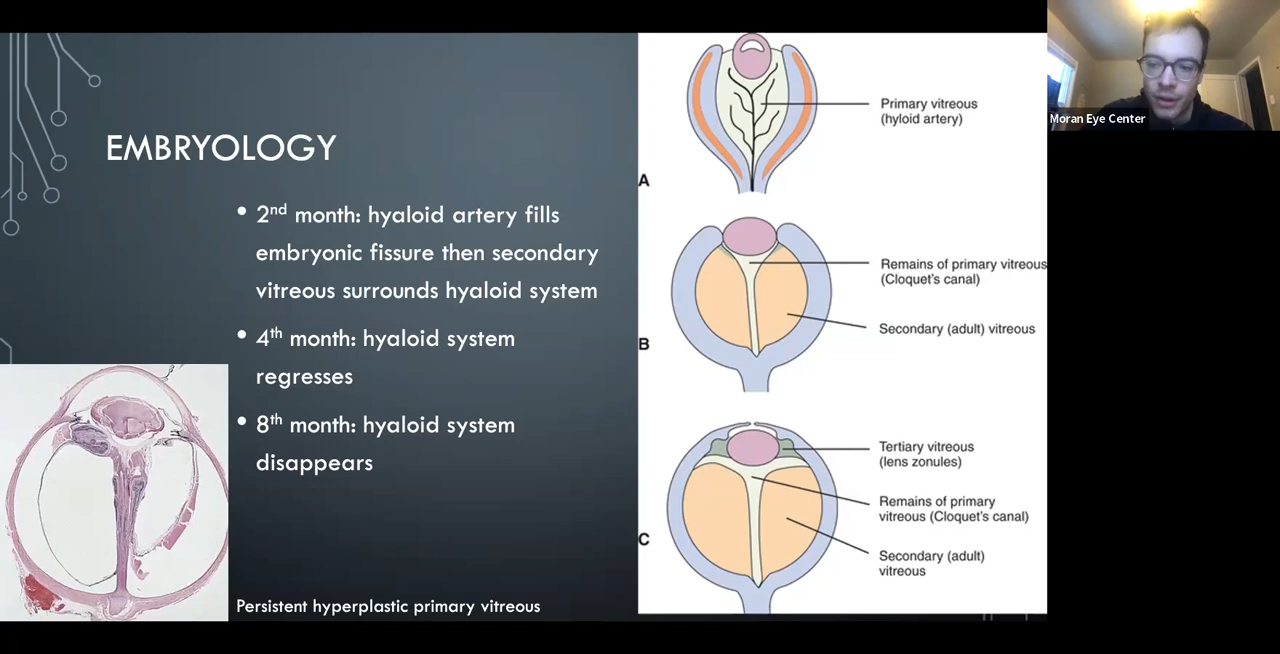 EMBRYOLOGY
• 2nd month: hyaloid artery fills
embryonic fissure then secondary
vitreous surrounds hyaloid system
• 4th month: hyaloid system
regresses
• 8th month: hyaloid system
disappears
Persistent hyperplastic primary vitreous
Primary vitreous
(hyloid artery)
A
Remains of primary vitreous
(Cloquet's canal)
Secondary (adult) vitreous
B
Tertiary vitreous
(lens zonules)
Remains of primary
vitreous (Cloquet's canal)
C
Secondary (adult)
vitreous
Moran Eye Center